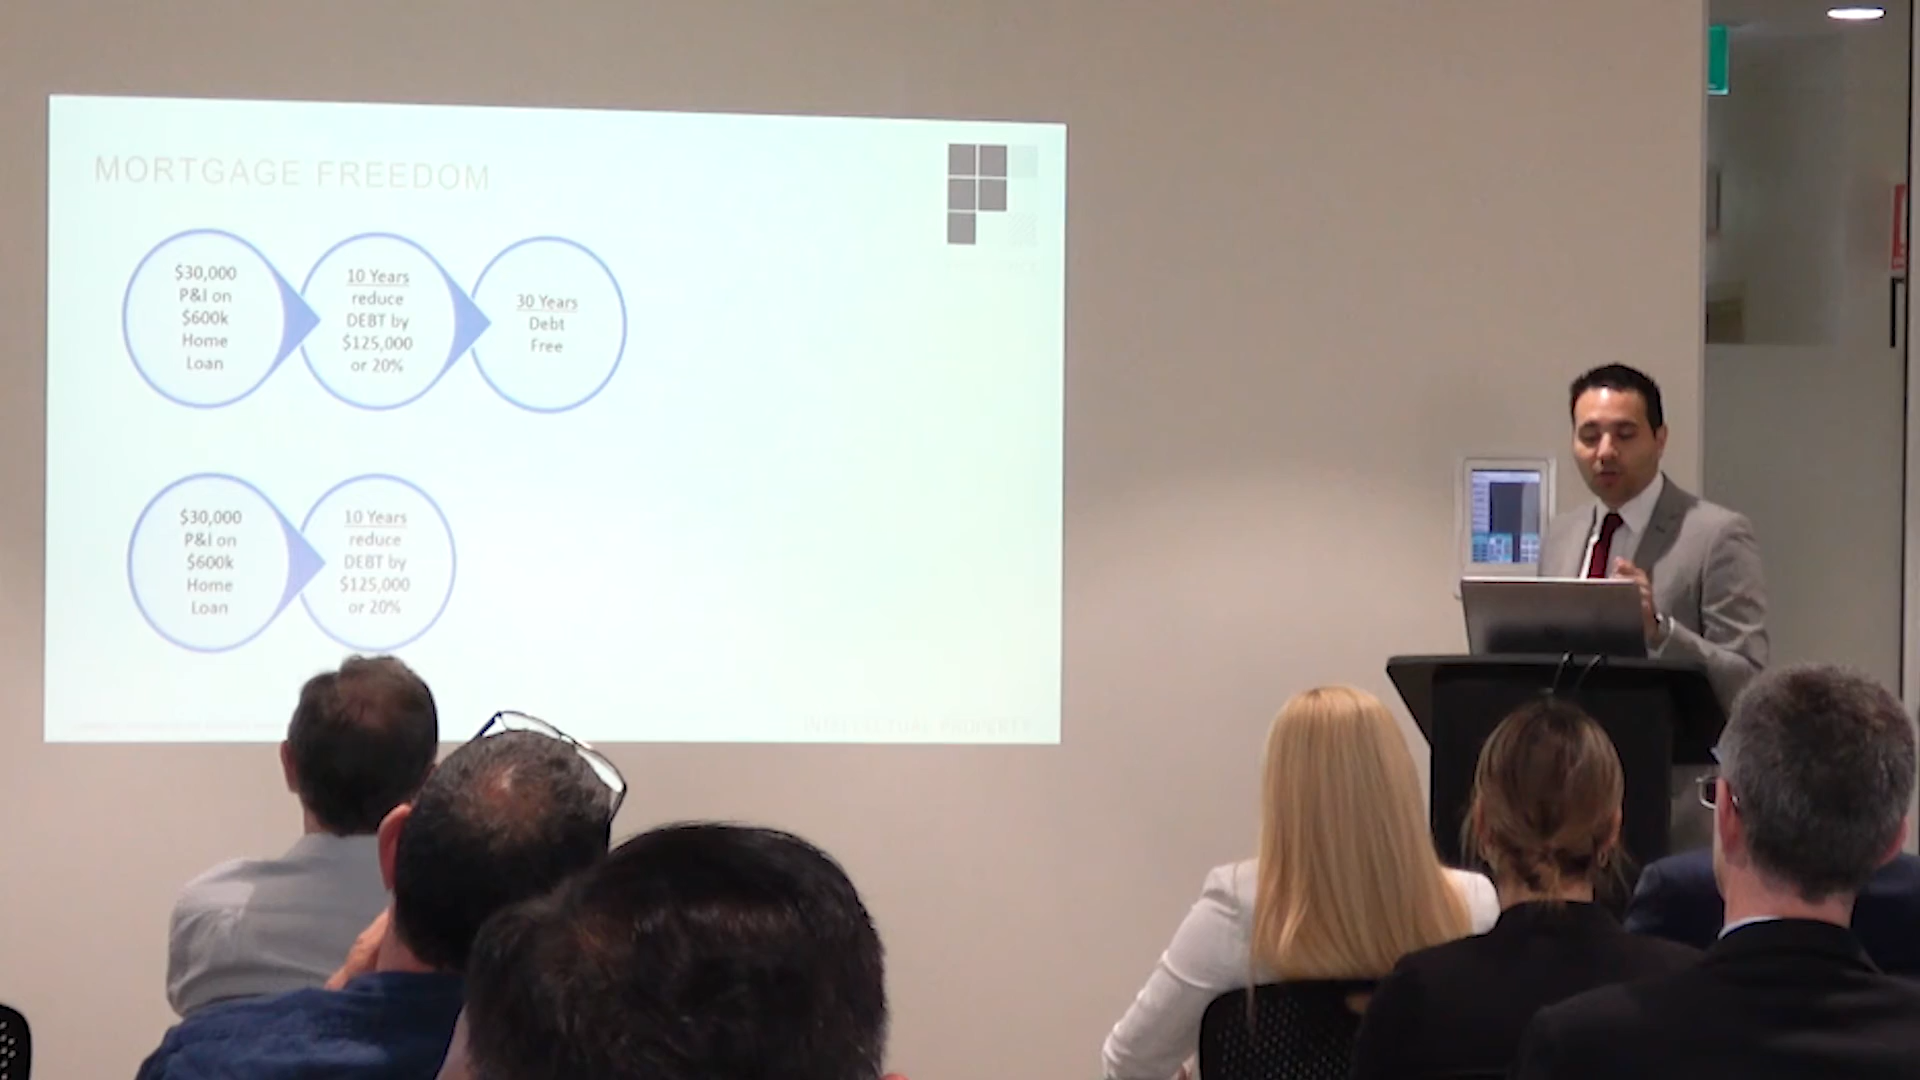 MORTGAGE FREEDOM
$30,000
P&I on
$600k
Home
Loan
10 Years
reduce
DEBT by
$125,000
or 20%
30 Years
Debt
Free
$30,000
P&I on
$600k
Home
Loan
10 Years
reduce
DEBT by
$125,000
or 20%
PROPERTY